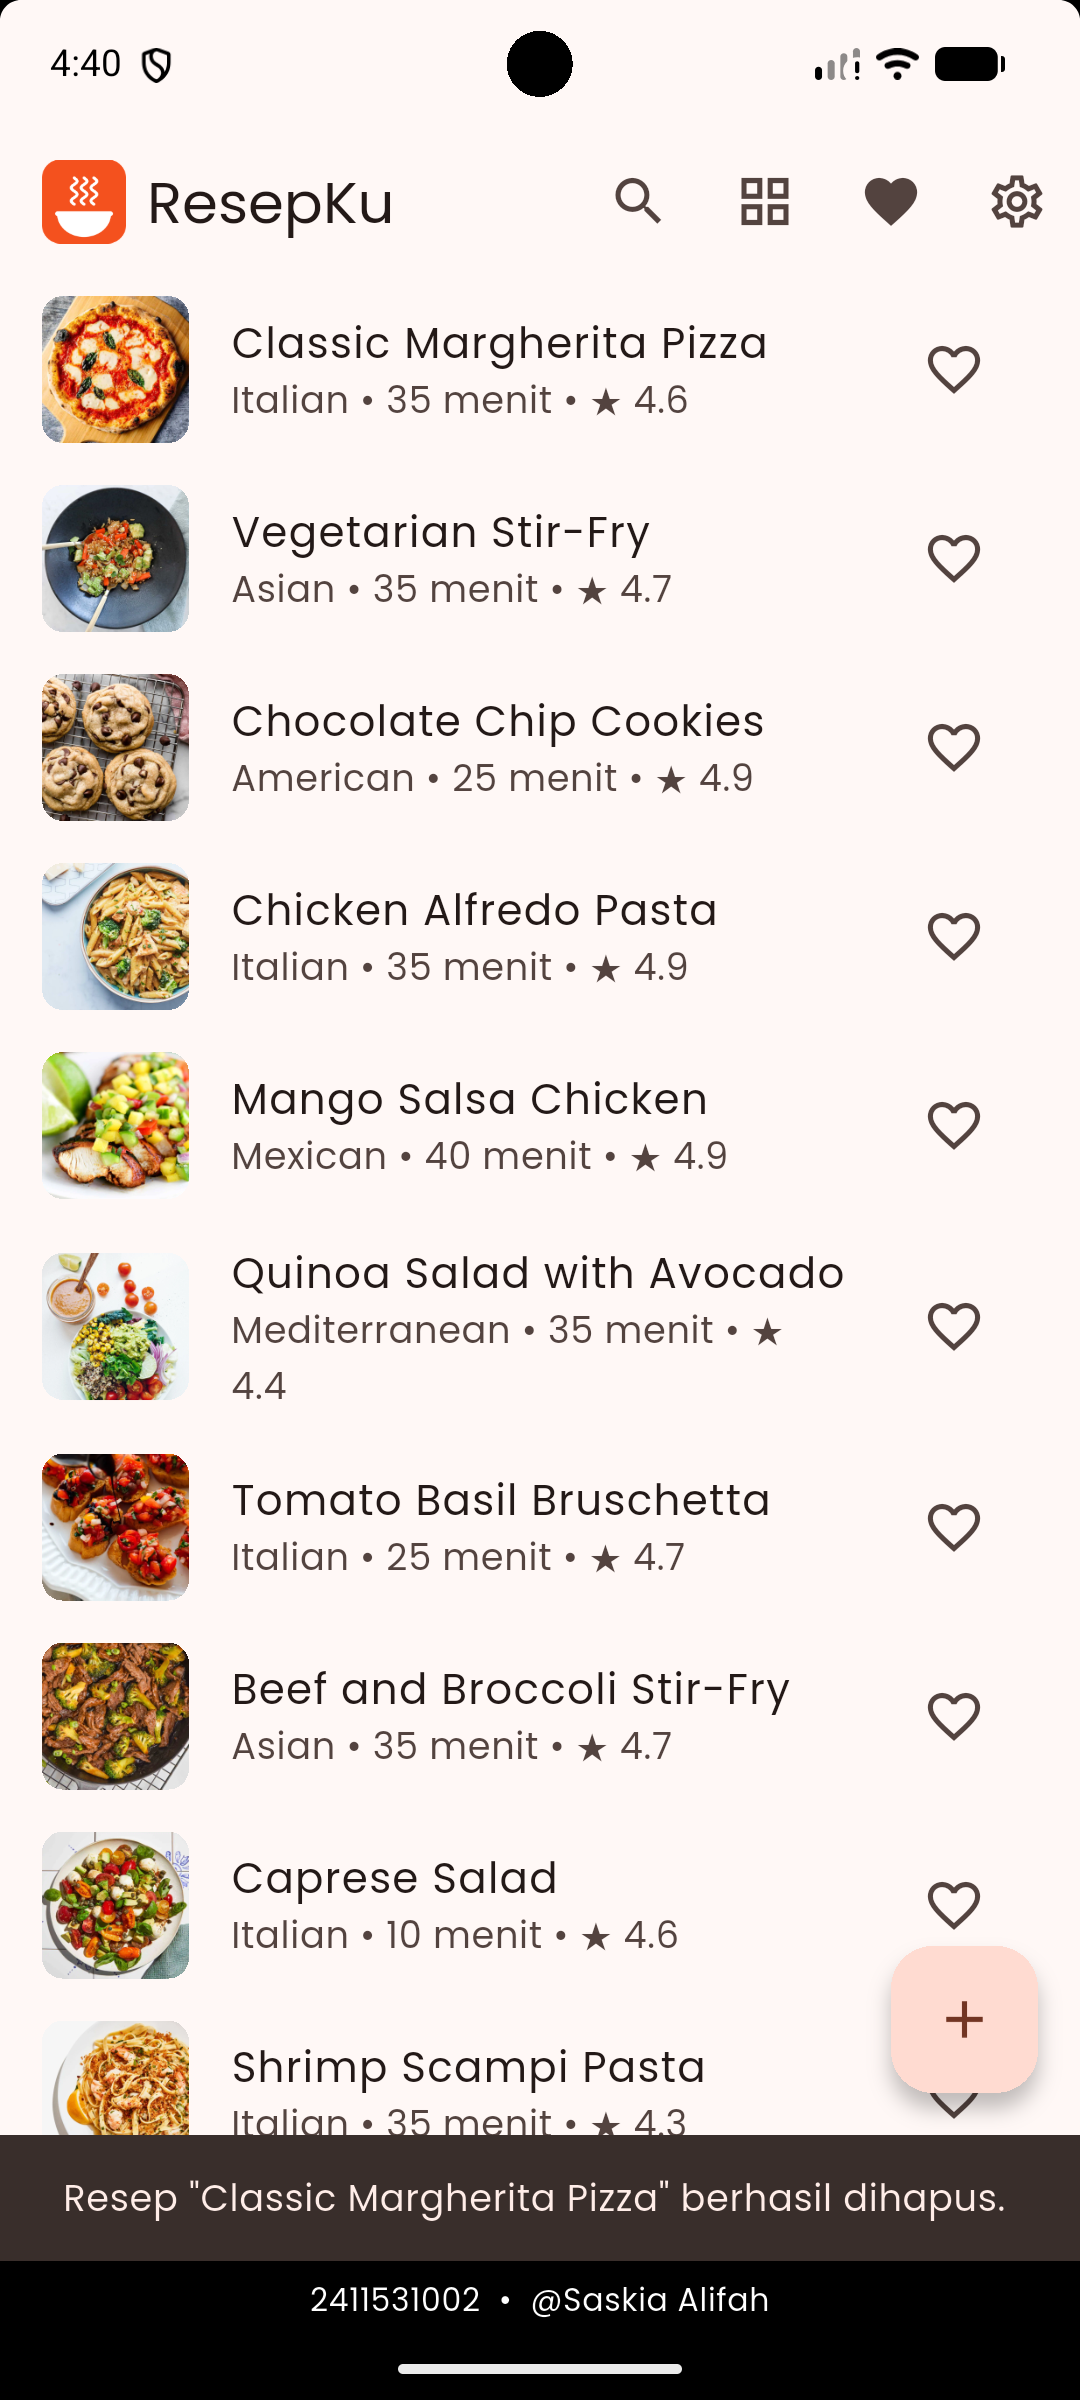 4:40
ResepKu
Classic Margherita Pizza
Italian • 35 menit • ★ 4.6
Vegetarian Stir-Fry
Asian • 35 menit • ★ 4.7
Chocolate Chip Cookies
American • 25 menit • ★ 4.9
Chicken Alfredo Pasta
Italian • 35 menit • ★ 4.9
Mango Salsa Chicken
Mexican • 40 menit • ★ 4.9
Quinoa Salad with Avocado
Mediterranean • 35 menit • ★
4.4
Tomato Basil Bruschetta
Italian • 25 menit • ★ 4.7
Beef and Broccoli Stir-Fry
Asian • 35 menit • ★ 4.7
Caprese Salad
Italian • 10 menit • ★ 4.6
Shrimp Scampi Pasta
Italian • 35 menit • ★ 4.3
Resep "Classic Margherita Pizza" berhasil dihapus.
2411531002 • @Saskia Alifah